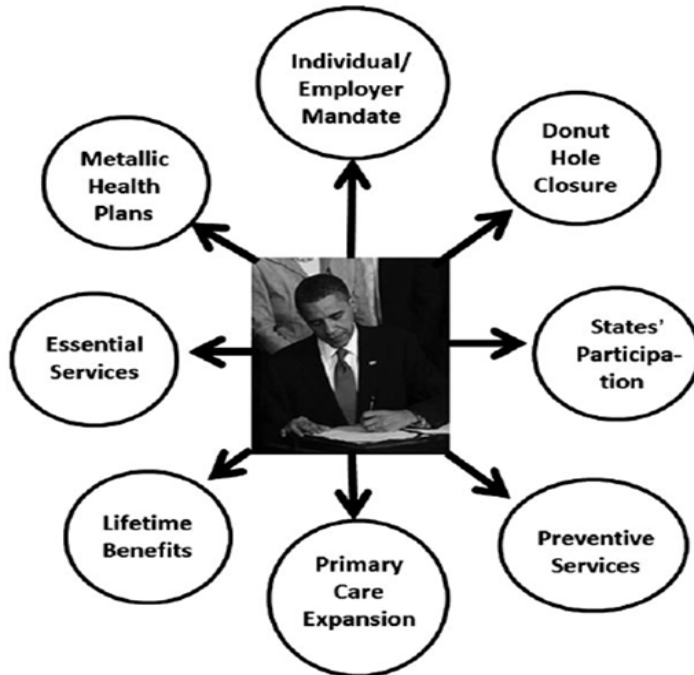 Individual/
Employer
Mandate
Donut
Hole
Closure
Metallic
Health
Plans
States'
Participa-
tion
Essential
Services
Lifetime
Benefits
Primary
Care
Expansion
Preventive
Services